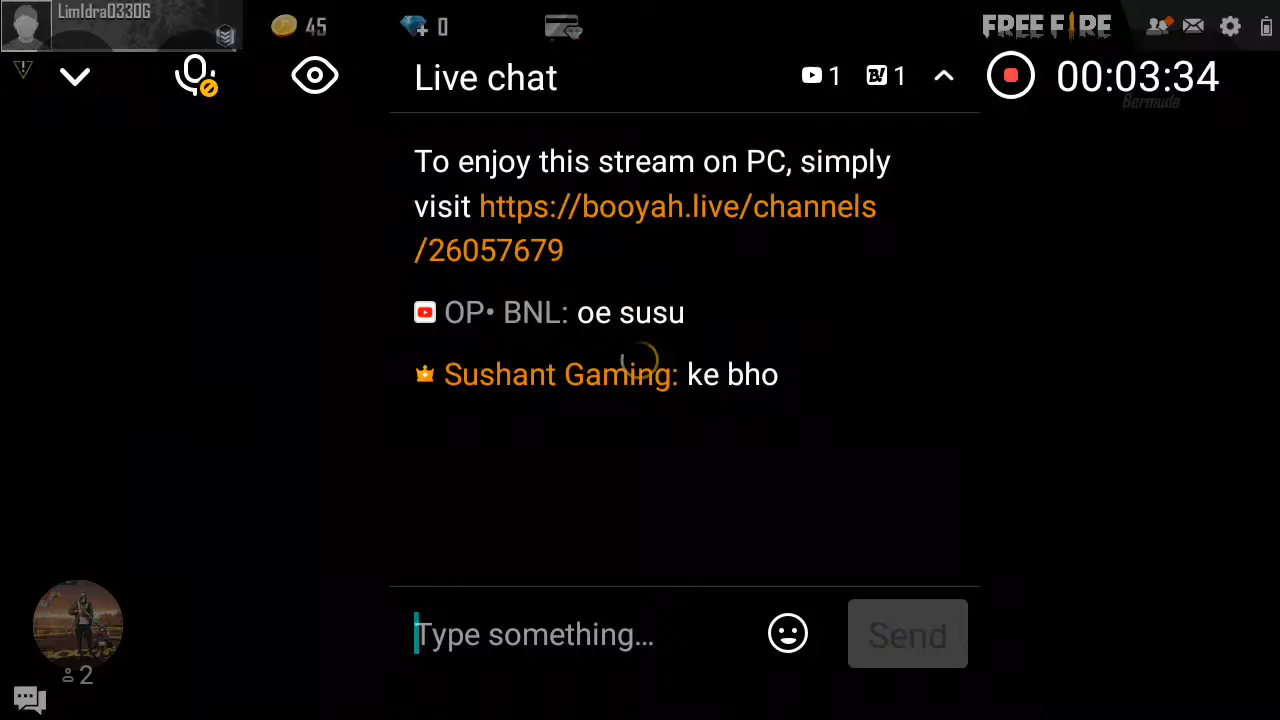 LimIdra0330G
45
0
FREE FIRE
Live chat
1
1
00:03:34
Bermuda
To enjoy this stream on PC, simply
visit https://booyah.live/channels
/26057679
OP• BNL: oe susu
Sushant Gaming: ke bho
Type something...
Send
2